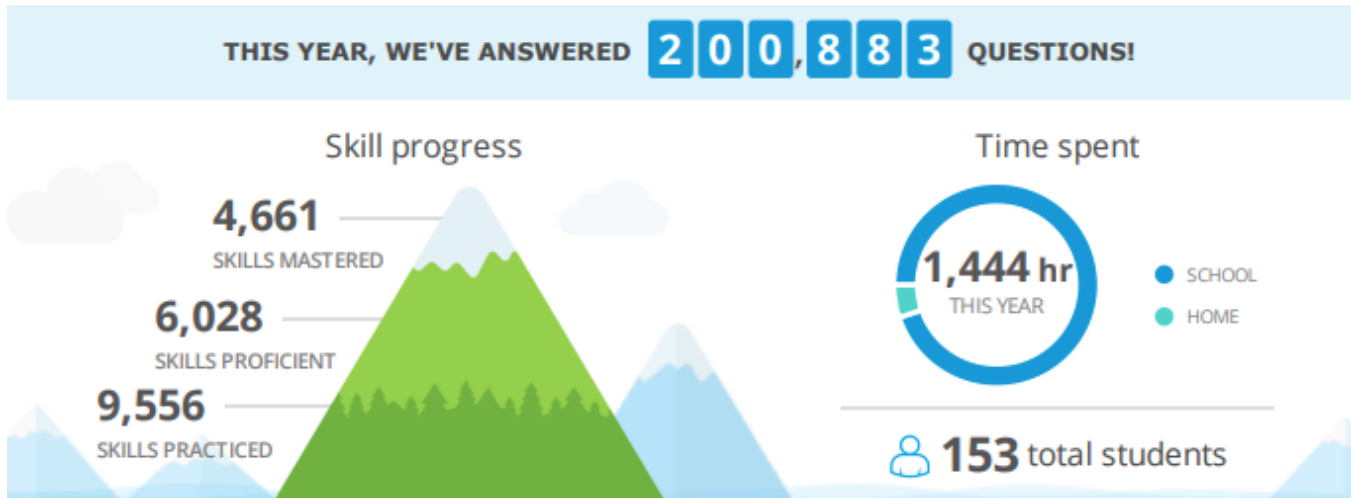 THIS YEAR, WE'VE ANSWERED 200,883 QUESTIONS!
Skill progress
4,661
SKILLS MASTERED
6,028
SKILLS PROFICIENT
9,556
SKILLS PRACTICED
Time spent
1,444 hr
THIS YEAR
SCHOOL
HOME
153 total students